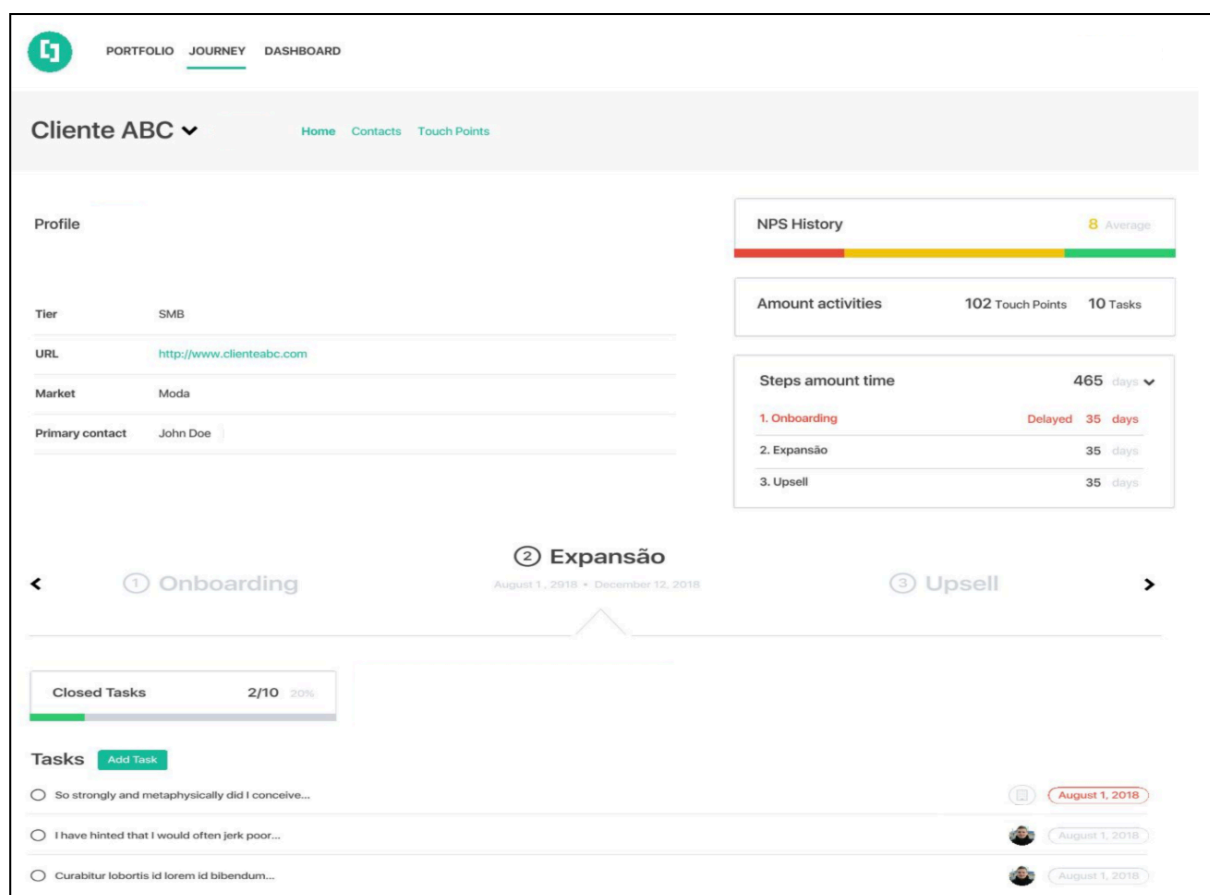 PORTFOLIO JOURNEY DASHBOARD
Cliente ABC
Home Contacts Touch Points
Profile
Tier SMB
URL http://www.clienteabc.com
Market Moda
Primary contact John Doe
NPS History 8 Average
Amount activities 102 Touch Points 10 Tasks
Steps amount time 465 days
1. Onboarding Delayed 35 days
2. Expansão 35 days
3. Upsell 35 days
1 Onboarding
2 Expansão
August 1, 2918 • December 12, 2018
3 Upsell
Closed Tasks 2/10 20%
Tasks Add Task
So strongly and metaphysically did I conceive... August 1, 2018
I have hinted that I would often jerk poor... August 1, 2018
Curabitur lobortis id lorem id bibendum... August 1, 2018